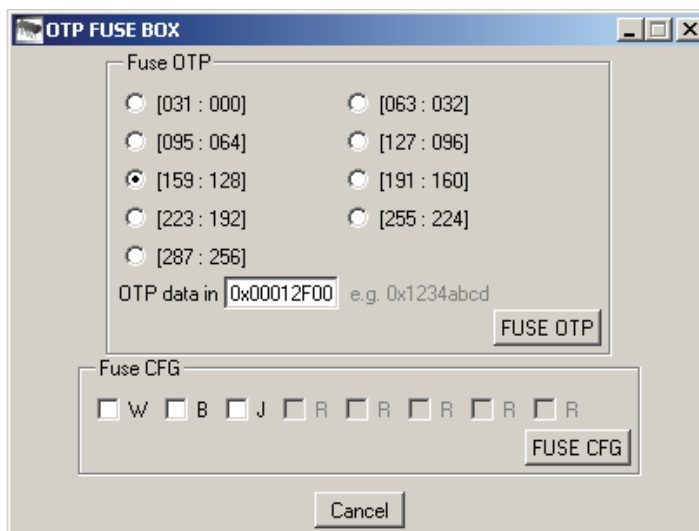 OTP FUSE BOX
Fuse OTP
[031 : 000] [063 : 032]
[095 : 064] [127 : 096]
[159 : 128] [191 : 160]
[223 : 192] [255 : 224]
[287 : 256]
OTP data in 0x00012F00 e.g. 0x1234abcd
FUSE OTP
Fuse CFG
W B J R R R R R
FUSE CFG
Cancel